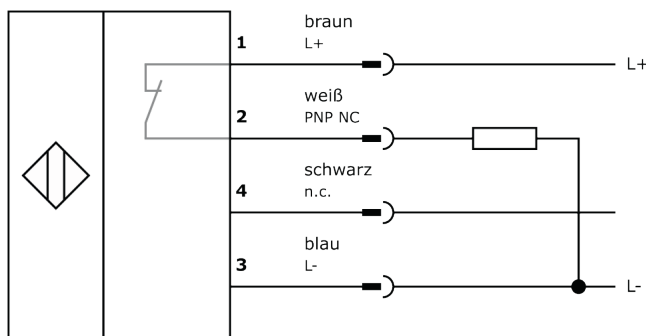 braun
1 L+ L+
weiß
2 PNP NC
schwarz
4 n.c.
blau
3 L- L-